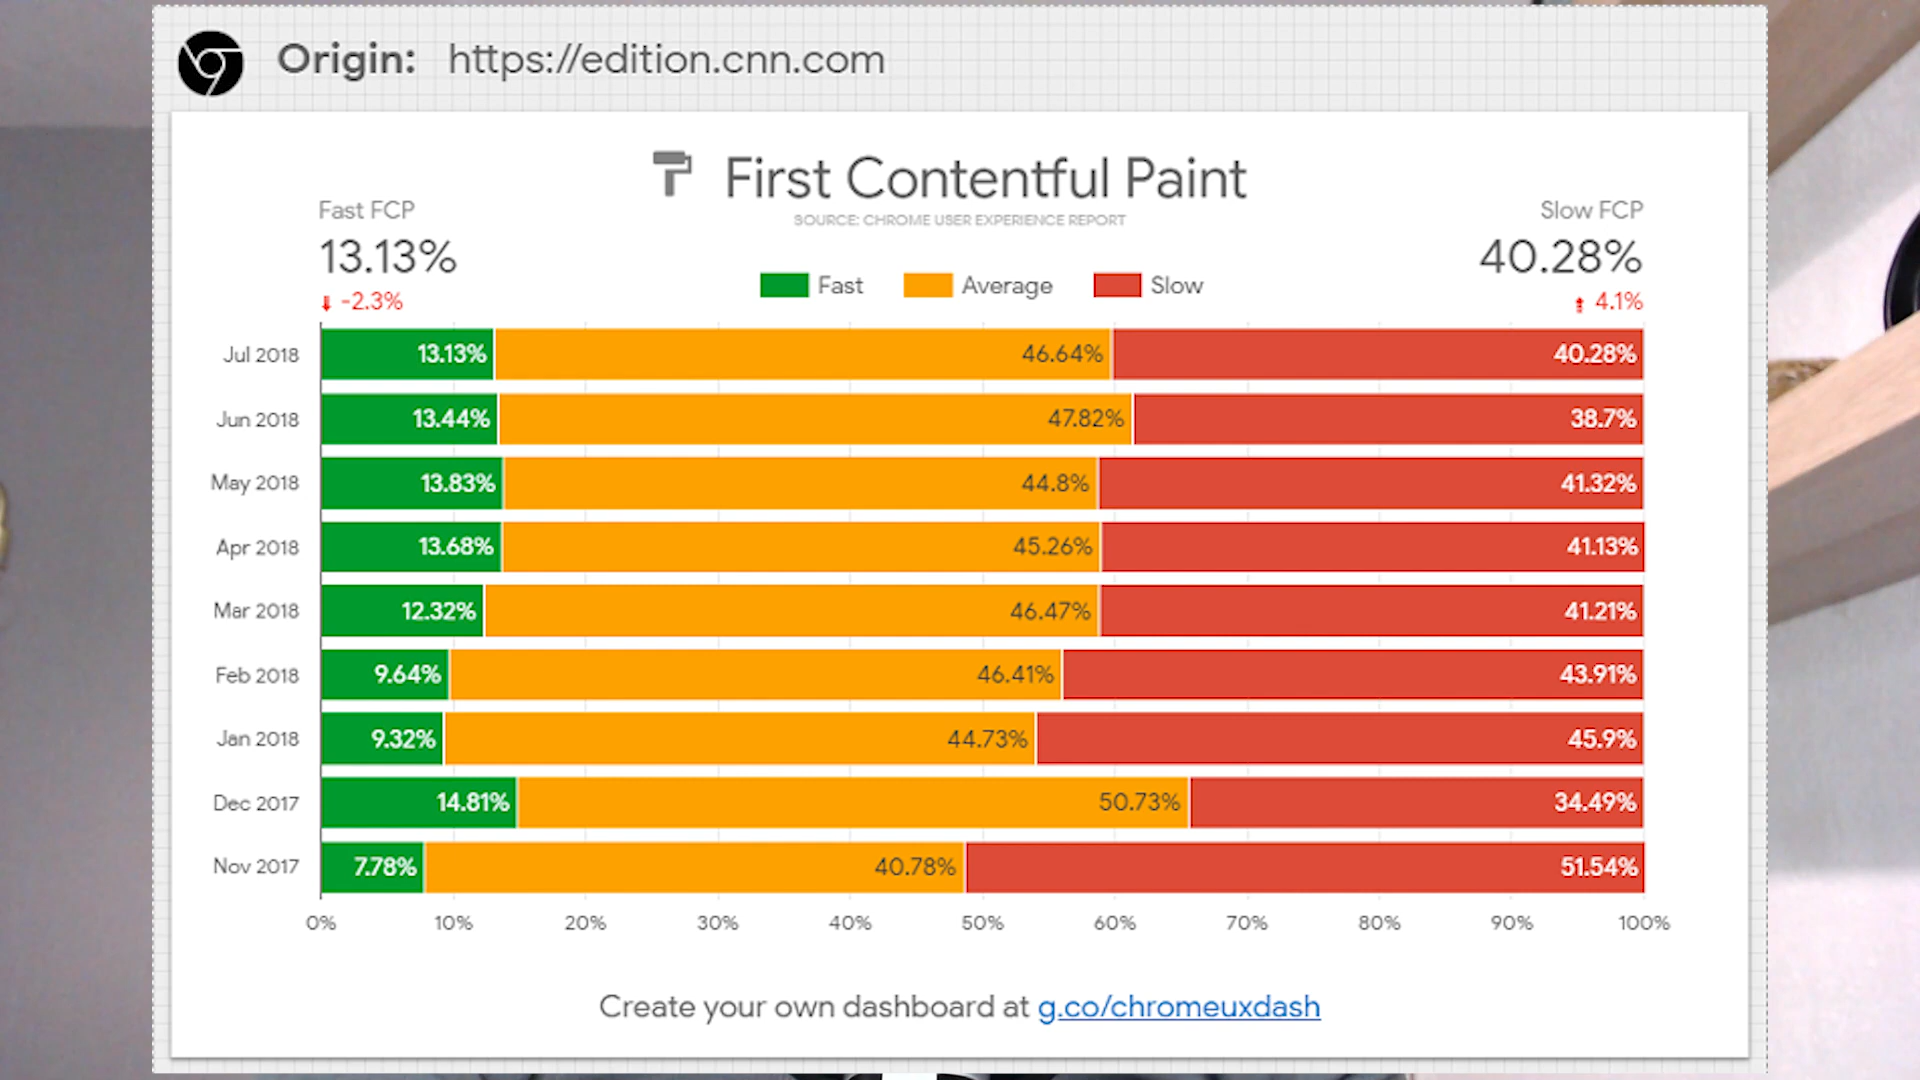 Origin: https://edition.cnn.com
First Contentful Paint
SOURCE: CHROME USER EXPERIENCE REPORT
Fast FCP
13.13%
-2.3%
Slow FCP
40.28%
4.1%
Fast Average Slow
Jul 2018 13.13% 46.64% 40.28%
Jun 2018 13.44% 47.82% 38.7%
May 2018 13.83% 44.8% 41.32%
Apr 2018 13.68% 45.26% 41.13%
Mar 2018 12.32% 46.47% 41.21%
Feb 2018 9.64% 46.41% 43.91%
Jan 2018 9.32% 44.73% 45.9%
Dec 2017 14.81% 50.73% 34.49%
Nov 2017 7.78% 40.78% 51.54%
0% 10% 20% 30% 40% 50% 60% 70% 80% 90% 100%
Create your own dashboard at g.co/chromeuxdash